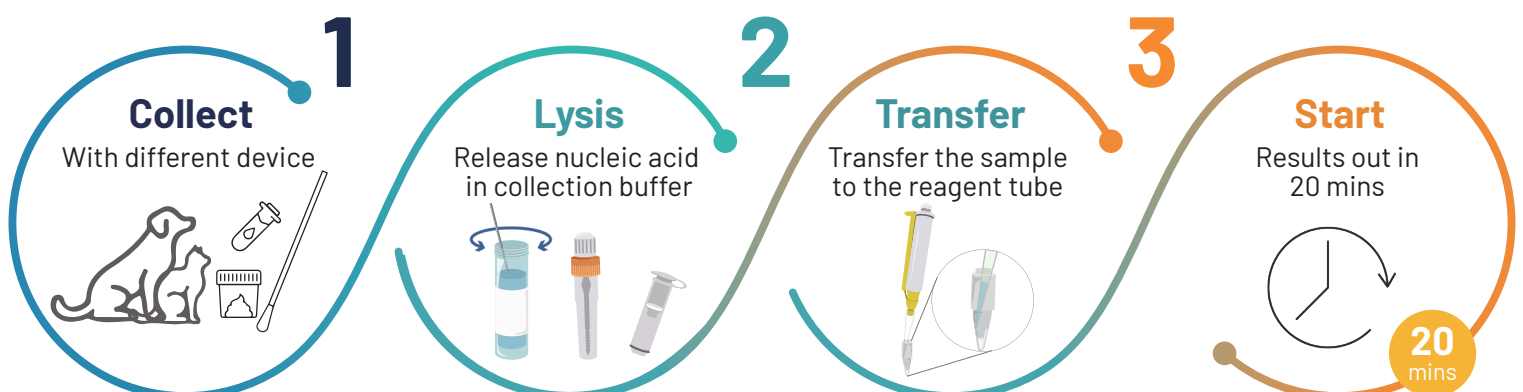 1
Collect
With different device
2
Lysis
Release nucleic acid
in collection buffer
3
Transfer
Transfer the sample
to the reagent tube
Start
Results out in
20 mins
20
mins